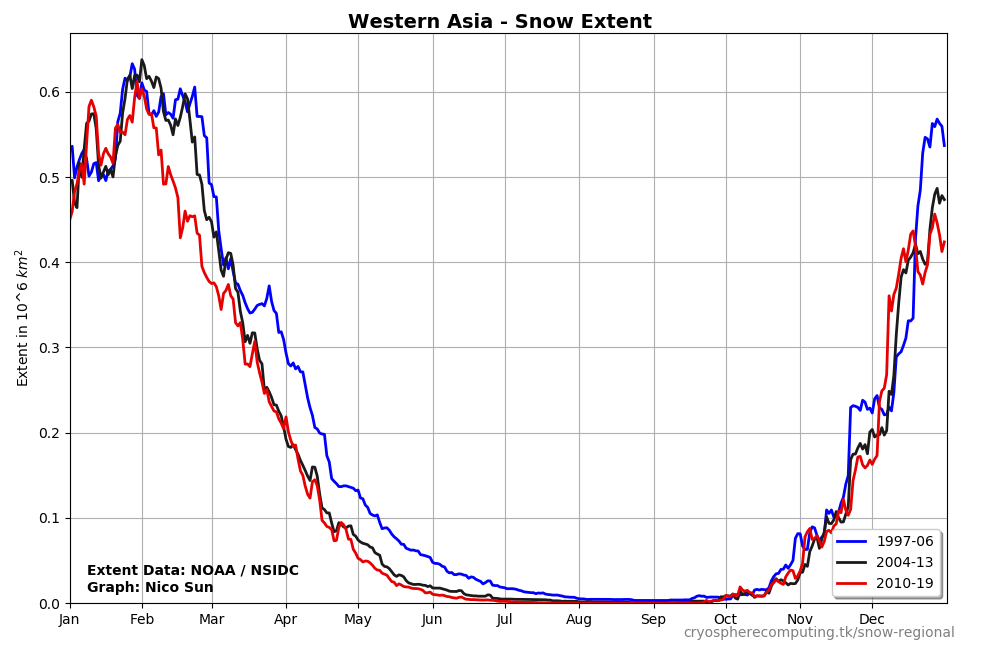 Western Asia - Snow Extent
Extent in 10^6 km²
0.6
0.5
0.4
0.3
0.2
0.1
0.0
Extent Data: NOAA / NSIDC
Graph: Nico Sun
1997-06
2004-13
2010-19
Jan Feb Mar Apr May Jun Jul Aug Sep Oct Nov Dec
cryospherecomputing.tk/snow-regional